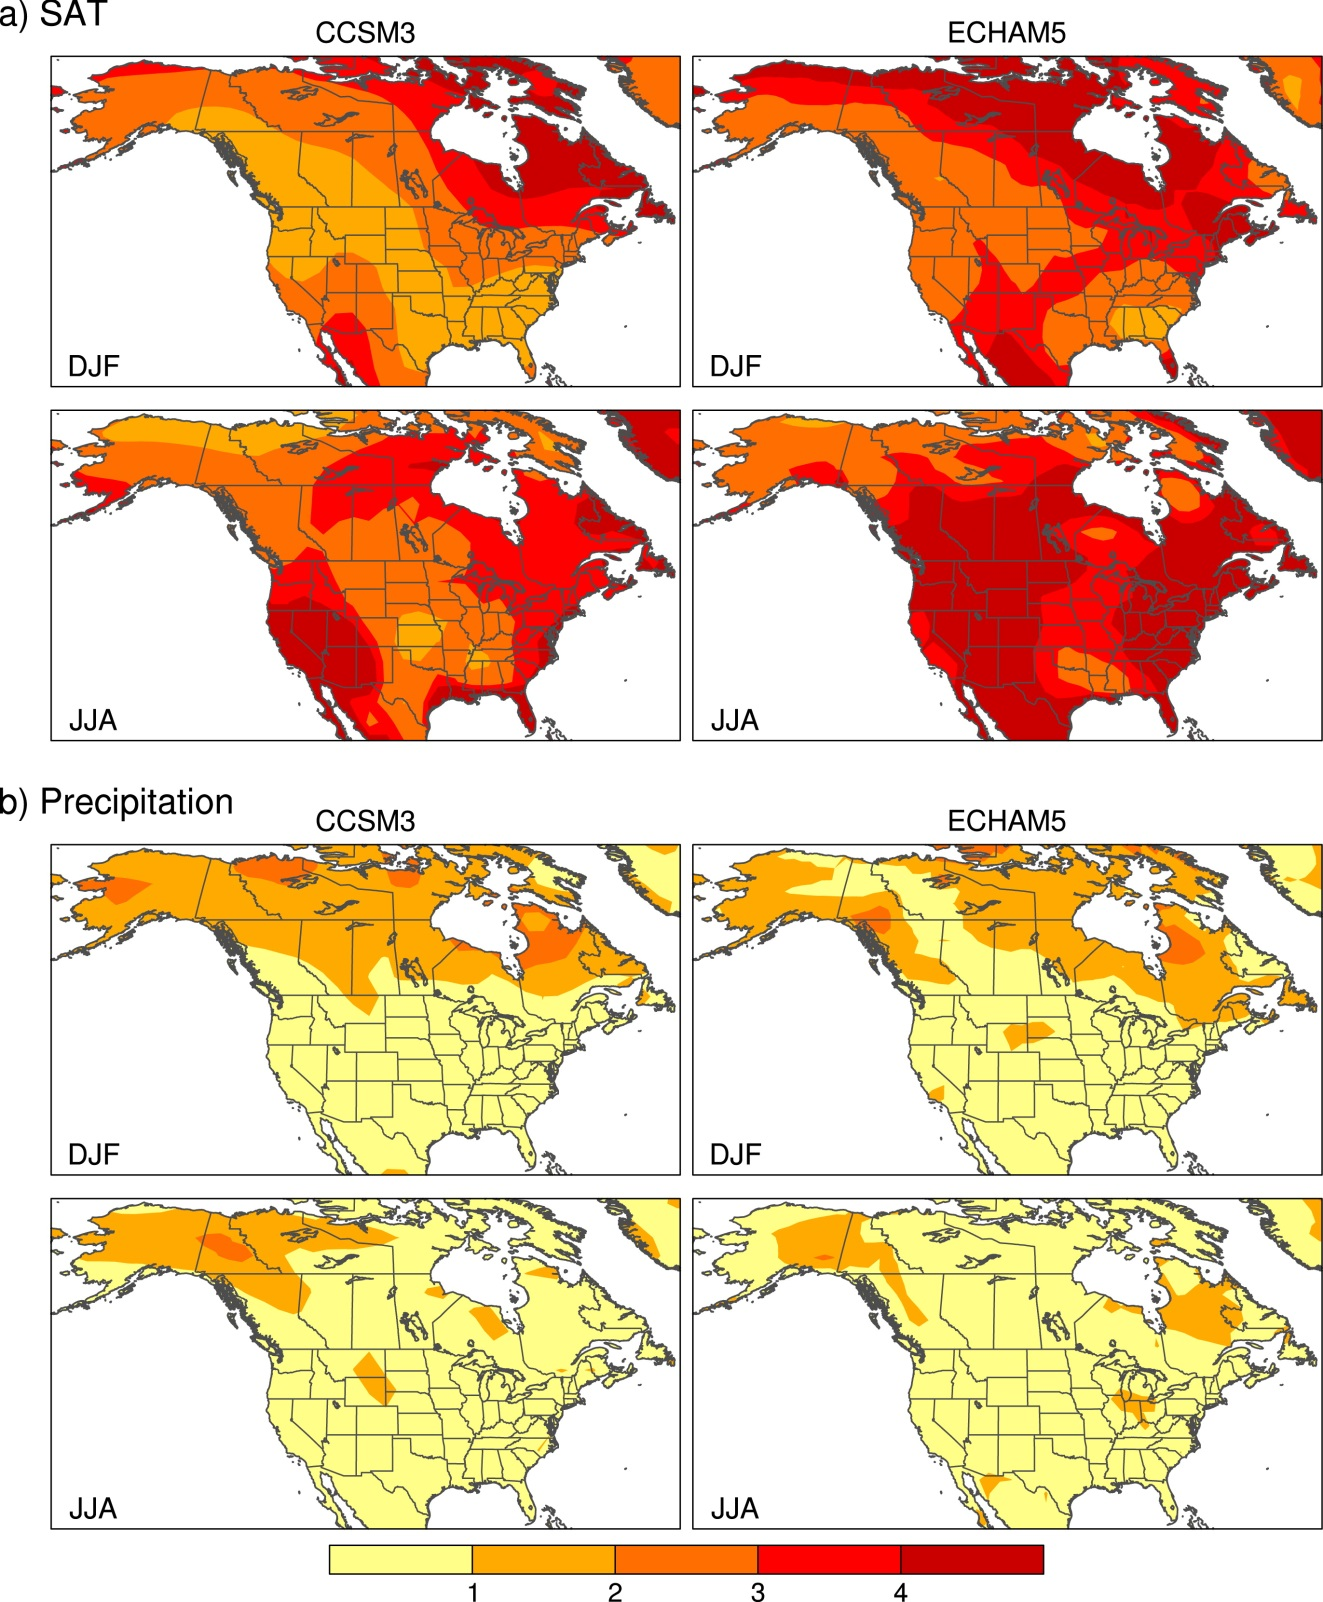 a) SAT
CCSM3 ECHAM5
DJF DJF
JJA JJA
b) Precipitation
CCSM3 ECHAM5
DJF DJF
JJA JJA
1 2 3 4